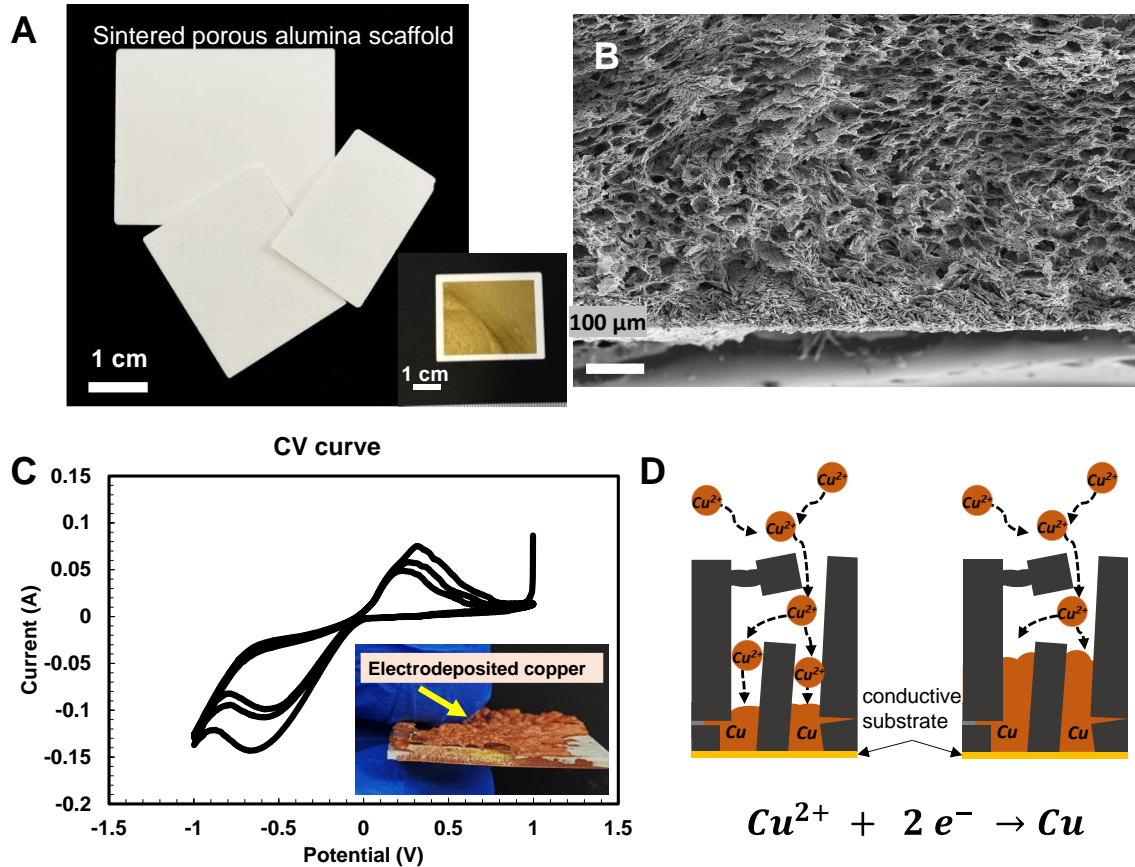 A
Sintered porous alumina scaffold
1 cm
1 cm
B
100 µm
C
CV curve
0.15
0.1
0.05
0
-0.05
-0.1
-0.15
-0.2
Current (A)
Electrodeposited copper
-1.5
-1
-0.5
0
0.5
1
1.5
Potential (V)
D
Cu²⁺
Cu²⁺
Cu²⁺
Cu²⁺
Cu²⁺
Cu²⁺
Cu
Cu
conductive
substrate
Cu²⁺
Cu²⁺
Cu²⁺
Cu²⁺
Cu
Cu
Cu²⁺ + 2 e⁻ → Cu